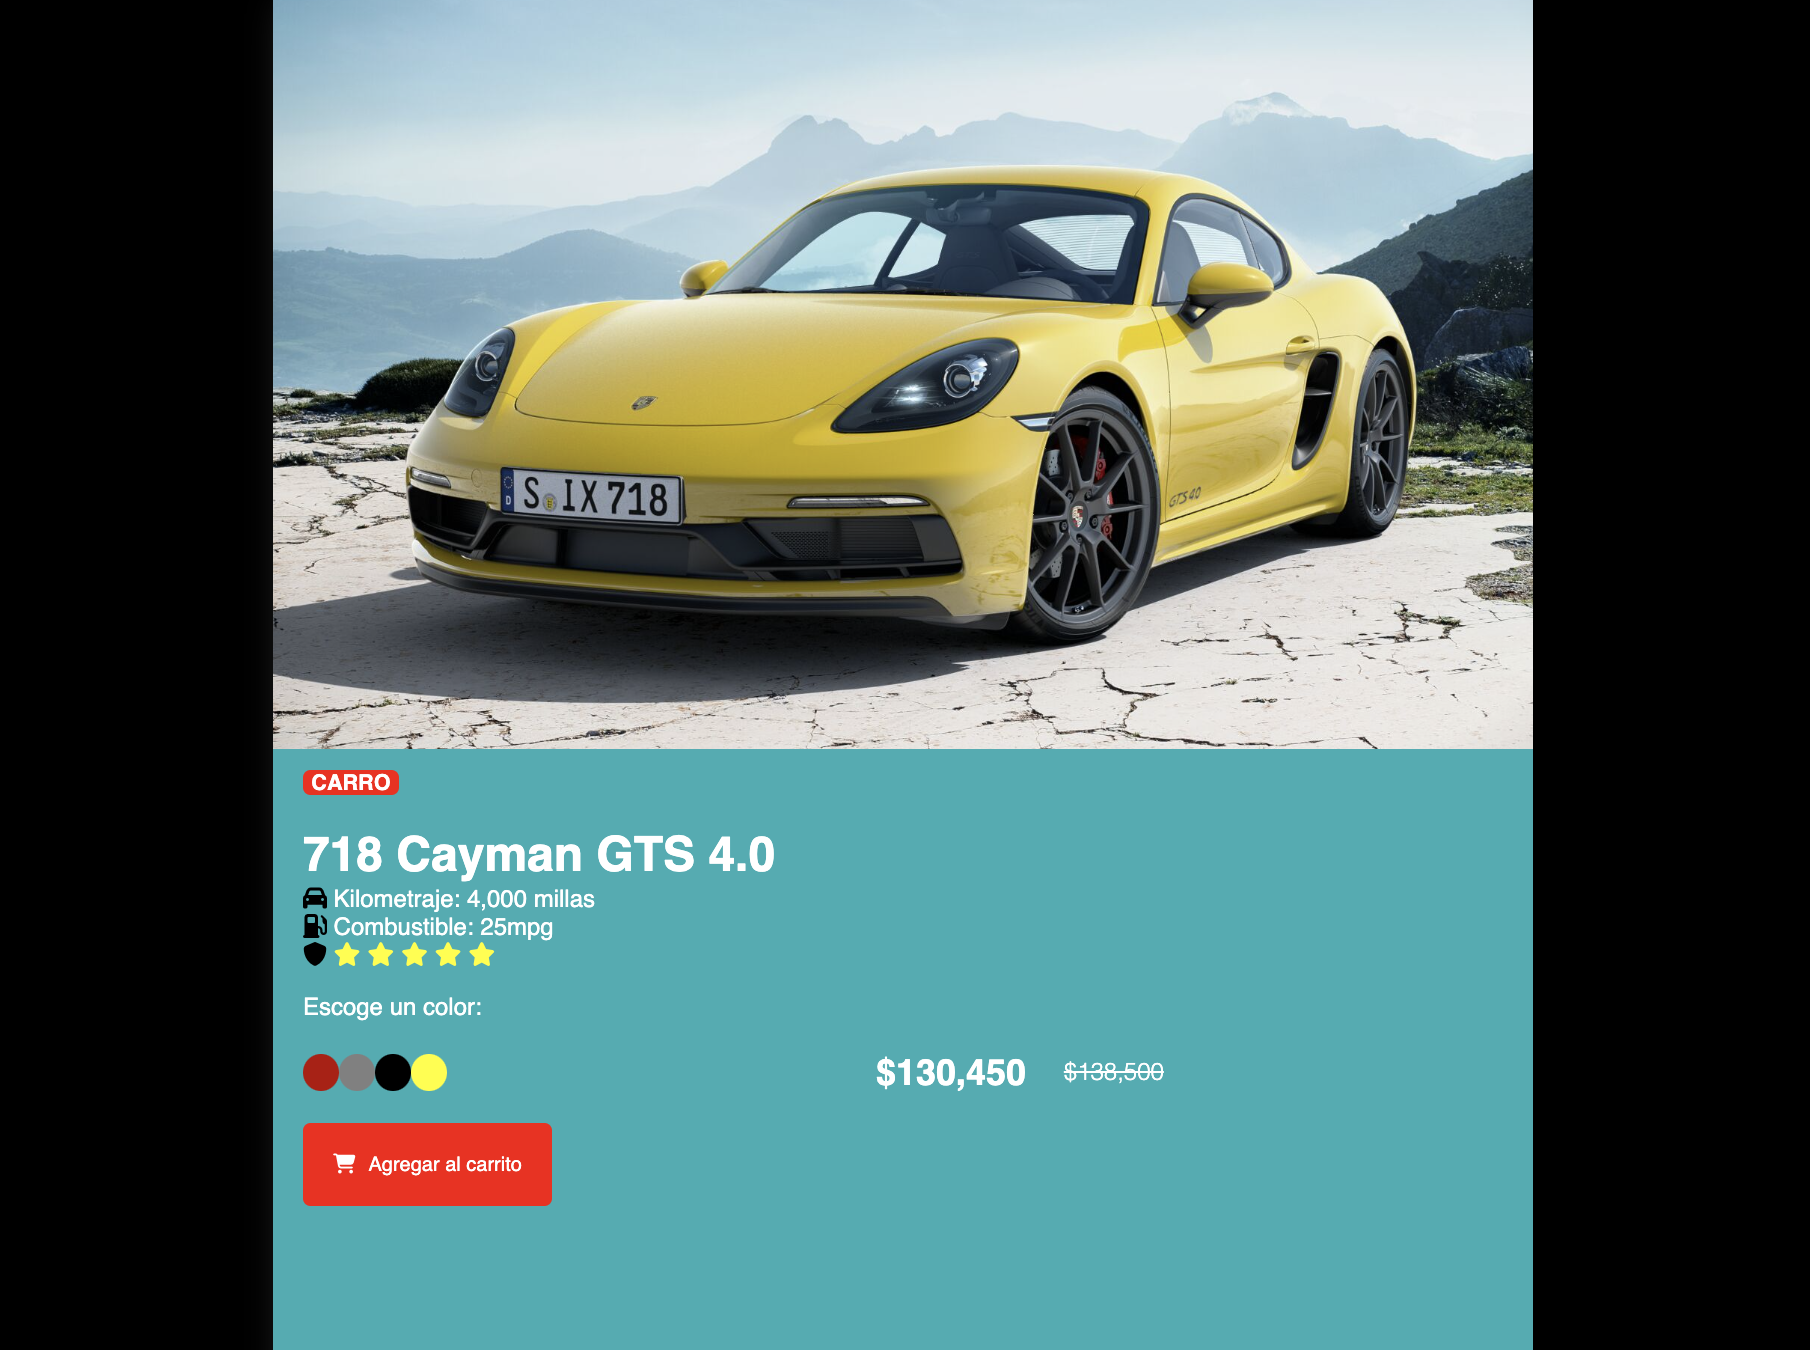 S IX 718
D
GTS 4.0
CARRO
718 Cayman GTS 4.0
Kilometraje: 4,000 millas
Combustible: 25mpg
Escoge un color:
$130,450 $138,500
Agregar al carrito